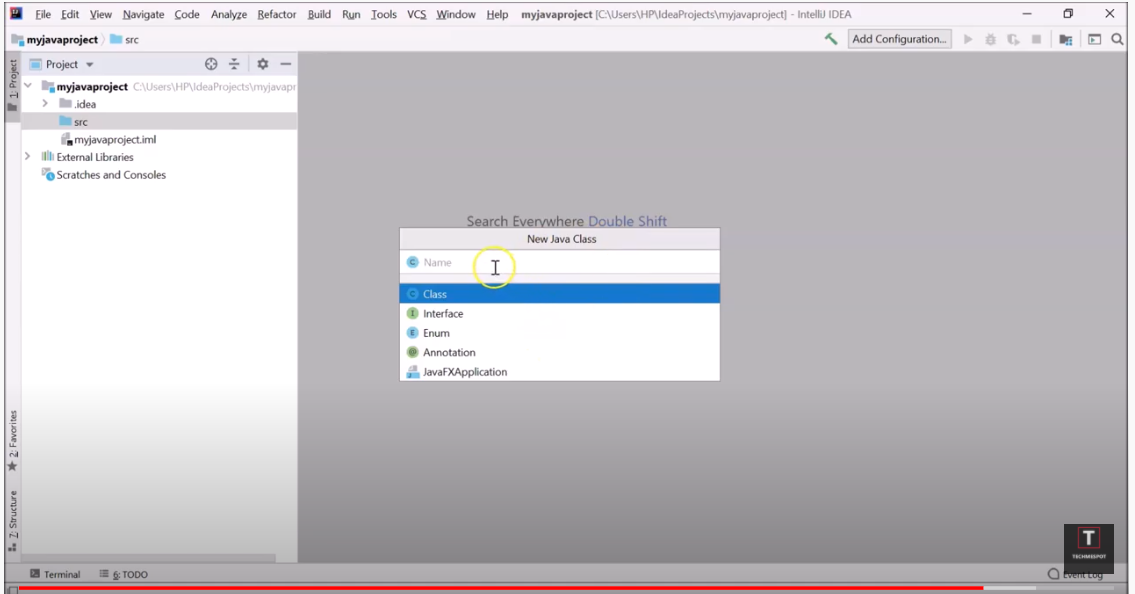 File Edit View Navigate Code Analyze Refactor Build Run Tools VCS Window Help myjavaproject [C:\Users\HP\IdeaProjects\myjavaproject] - IntelliJ IDEA
myjavaproject src Add Configuration...
1: Project
Project
myjavaproject C:\Users\HP\IdeaProjects\myjavapr
.idea
src
myjavaproject.iml
External Libraries
Scratches and Consoles
Search Everywhere Double Shift
New Java Class
Name
Class
Interface
Enum
Annotation
JavaFXApplication
2: Favorites
7: Structure
T
TECHMESPOT
Terminal 6: TODO Event Log